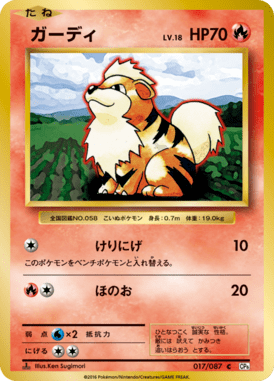 たね
ガーディ LV.18 HP70
全国図鑑NO.058 こいぬポケモン 身長:0.7m 体重:19.0kg
けりにげ 10
このポケモンをベンチポケモンと入れ替える。
ほのお 20
弱点 ×2 抵抗力
にげる
ひとなつこく 誠実な 性格。
敵には 吠えて かみつき
追いはらおう とする。
Illus.Ken Sugimori
017/087 C CP6
©2016 Pokémon/Nintendo/Creatures/GAME FREAK.